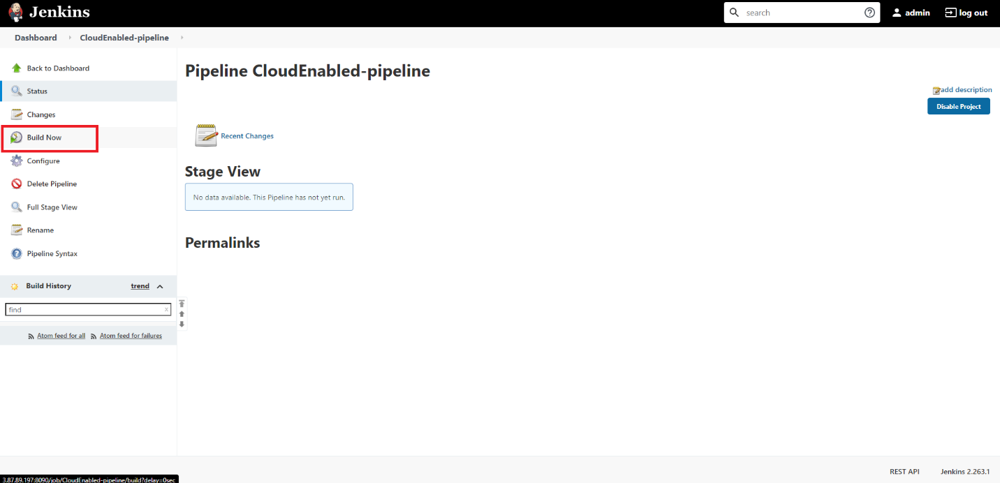 Jenkins
search
admin
log out
Dashboard
CloudEnabled-pipeline
Back to Dashboard
Status
Changes
Build Now
Configure
Delete Pipeline
Full Stage View
Rename
Pipeline Syntax
Build History
trend
find
x
Atom feed for all
Atom feed for failures
Pipeline CloudEnabled-pipeline
add description
Disable Project
Recent Changes
Stage View
No data available. This Pipeline has not yet run.
Permalinks
REST API
Jenkins 2.263.1
3.87.89.197:8090/job/CloudEnabled-pipeline/build?delay=0sec